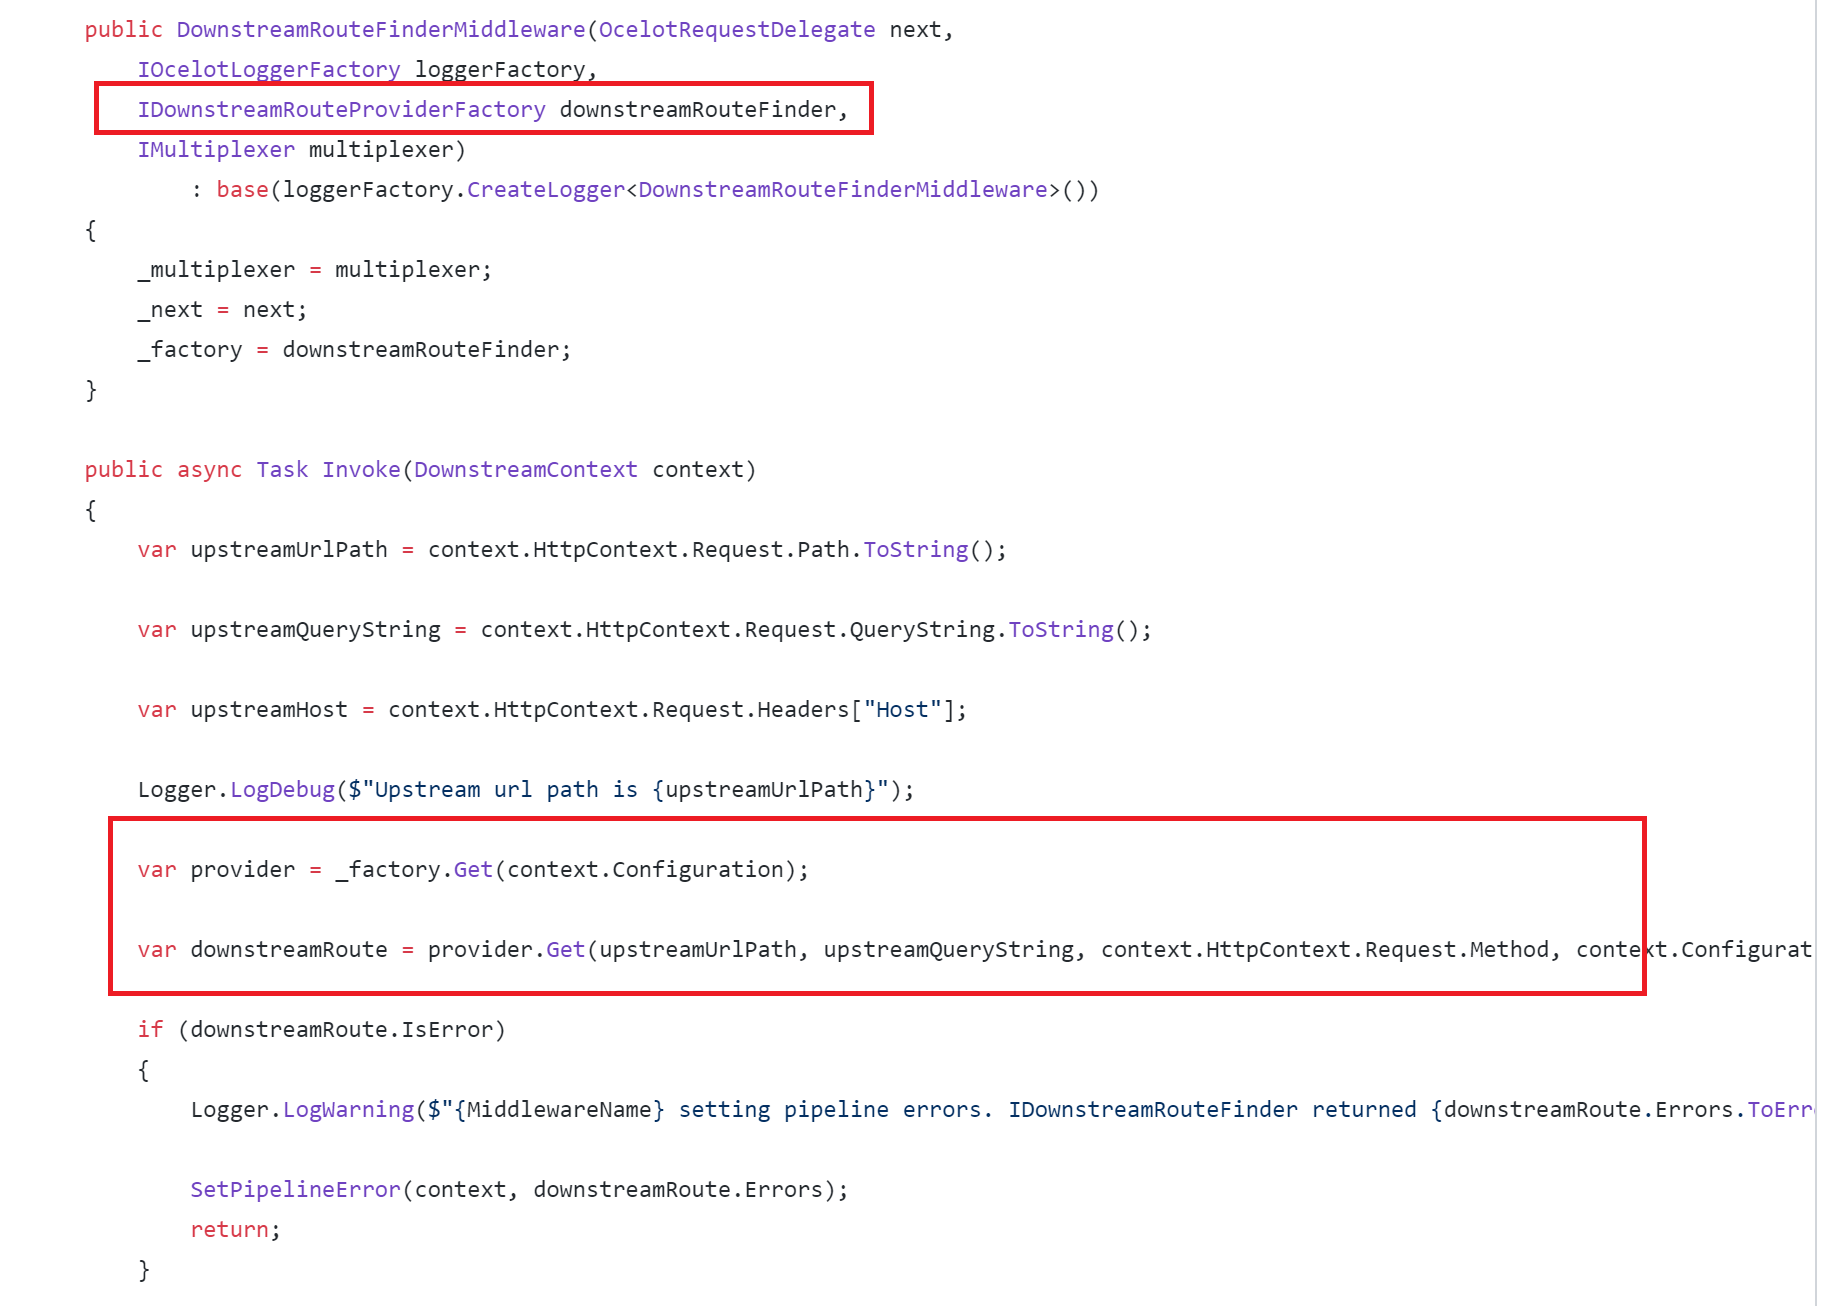 public DownstreamRouteFinderMiddleware(OcelotRequestDelegate next,
IOcelotLoggerFactory loggerFactory,
IDownstreamRouteProviderFactory downstreamRouteFinder,
IMultiplexer multiplexer)
: base(loggerFactory.CreateLogger<DownstreamRouteFinderMiddleware>())
{
_multiplexer = multiplexer;
_next = next;
_factory = downstreamRouteFinder;
}
public async Task Invoke(DownstreamContext context)
{
var upstreamUrlPath = context.HttpContext.Request.Path.ToString();
var upstreamQueryString = context.HttpContext.Request.QueryString.ToString();
var upstreamHost = context.HttpContext.Request.Headers["Host"];
Logger.LogDebug($"Upstream url path is {upstreamUrlPath}");
var provider = _factory.Get(context.Configuration);
var downstreamRoute = provider.Get(upstreamUrlPath, upstreamQueryString, context.HttpContext.Request.Method, context.Configurat
if (downstreamRoute.IsError)
{
Logger.LogWarning($"{MiddlewareName} setting pipeline errors. IDownstreamRouteFinder returned {downstreamRoute.Errors.ToErr
SetPipelineError(context, downstreamRoute.Errors);
return;
}